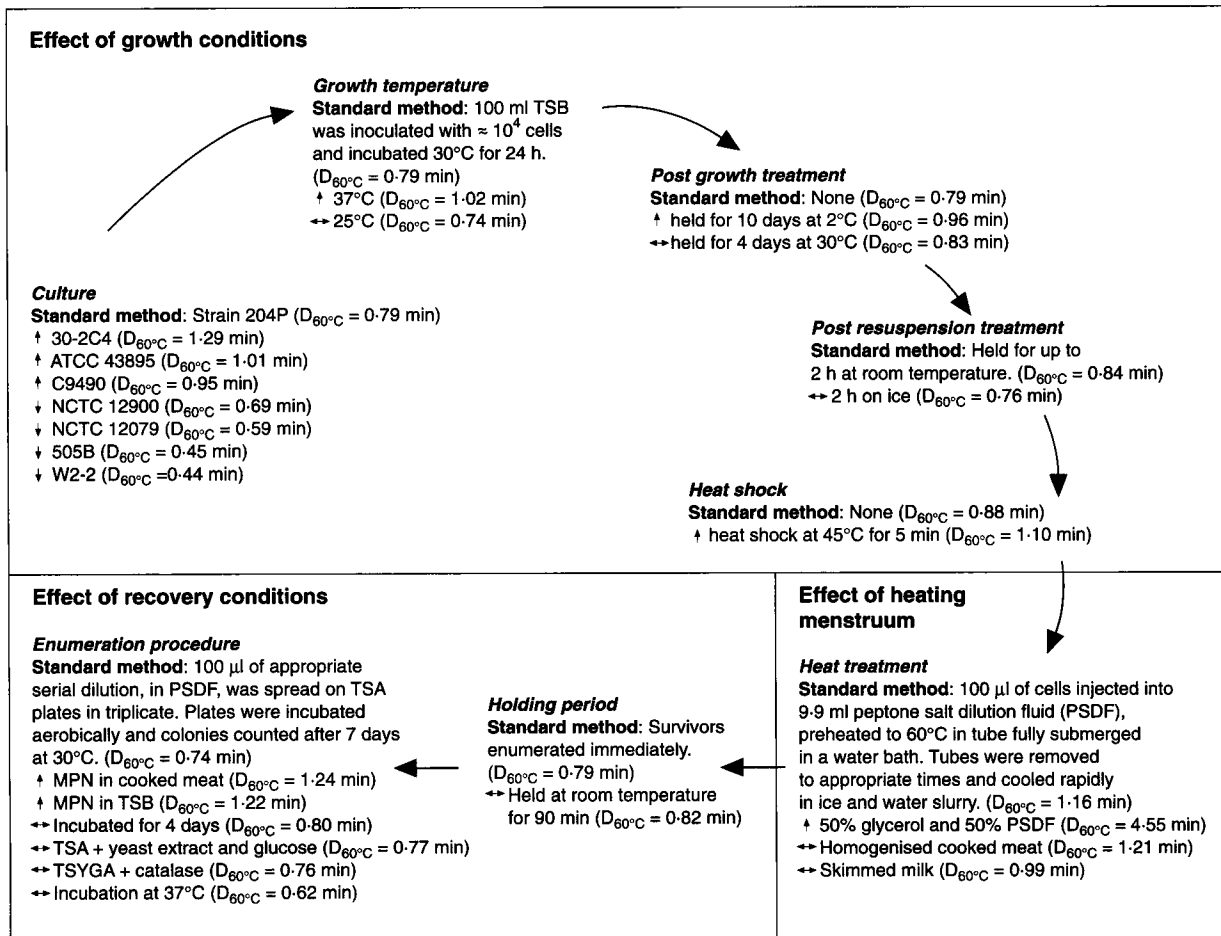 Effect of growth conditions
Growth temperature
Standard method: 100 ml TSB
was inoculated with ≈ 10⁴ cells
and incubated 30°C for 24 h.
(D60°C = 0·79 min)
↑ 37°C (D60°C = 1·02 min)
↔ 25°C (D60°C = 0·74 min)
Post growth treatment
Standard method: None (D60°C = 0·79 min)
↑ held for 10 days at 2°C (D60°C = 0·96 min)
↔ held for 4 days at 30°C (D60°C = 0·83 min)
Culture
Standard method: Strain 204P (D60°C = 0·79 min)
↑ 30-2C4 (D60°C = 1·29 min)
↑ ATCC 43895 (D60°C = 1·01 min)
↑ C9490 (D60°C = 0·95 min)
↓ NCTC 12900 (D60°C = 0·69 min)
↓ NCTC 12079 (D60°C = 0·59 min)
↓ 505B (D60°C = 0·45 min)
↓ W2-2 (D60°C =0·44 min)
Post resuspension treatment
Standard method: Held for up to
2 h at room temperature. (D60°C = 0·84 min)
↔ 2 h on ice (D60°C = 0·76 min)
Heat shock
Standard method: None (D60°C = 0·88 min)
↑ heat shock at 45°C for 5 min (D60°C = 1·10 min)
Effect of recovery conditions
Enumeration procedure
Standard method: 100 µl of appropriate
serial dilution, in PSDF, was spread on TSA
plates in triplicate. Plates were incubated
aerobically and colonies counted after 7 days
at 30°C. (D60°C = 0·74 min)
↑ MPN in cooked meat (D60°C = 1·24 min)
↑ MPN in TSB (D60°C = 1·22 min)
↔ Incubated for 4 days (D60°C = 0·80 min)
↔ TSA + yeast extract and glucose (D60°C = 0·77 min)
↔ TSYGA + catalase (D60°C = 0·76 min)
↔ Incubation at 37°C (D60°C = 0·62 min)
Holding period
Standard method: Survivors
enumerated immediately.
(D60°C = 0·79 min)
↔ Held at room temperature
for 90 min (D60°C = 0·82 min)
Effect of heating
menstruum
Heat treatment
Standard method: 100 µl of cells injected into
9·9 ml peptone salt dilution fluid (PSDF),
preheated to 60°C in tube fully submerged
in a water bath. Tubes were removed
to appropriate times and cooled rapidly
in ice and water slurry. (D60°C = 1·16 min)
↑ 50% glycerol and 50% PSDF (D60°C = 4·55 min)
↔ Homogenised cooked meat (D60°C = 1·21 min)
↔ Skimmed milk (D60°C = 0·99 min)